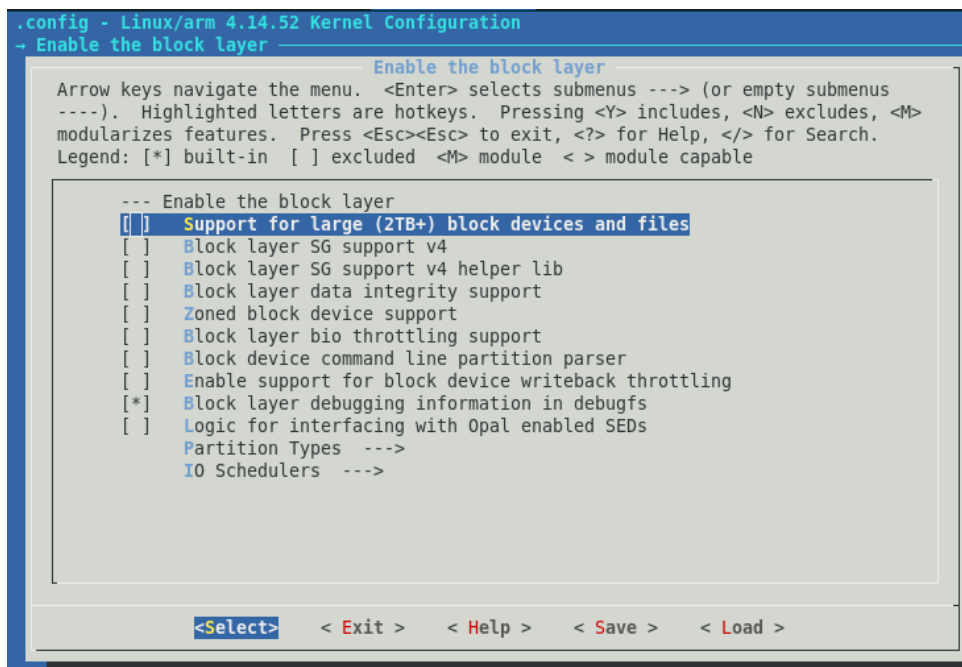 .config - Linux/arm 4.14.52 Kernel Configuration
→ Enable the block layer
Enable the block layer
Arrow keys navigate the menu.  <Enter> selects submenus ---> (or empty submenus
----).  Highlighted letters are hotkeys.  Pressing <Y> includes, <N> excludes, <M>
modularizes features.  Press <Esc><Esc> to exit, <?> for Help, </> for Search.
Legend: [*] built-in  [ ] excluded  <M> module  < > module capable
--- Enable the block layer
[ ]   Support for large (2TB+) block devices and files
[ ]   Block layer SG support v4
[ ]   Block layer SG support v4 helper lib
[ ]   Block layer data integrity support
[ ]   Zoned block device support
[ ]   Block layer bio throttling support
[ ]   Block device command line partition parser
[ ]   Enable support for block device writeback throttling
[*]   Block layer debugging information in debugfs
[ ]   Logic for interfacing with Opal enabled SEDs
Partition Types  --->
IO Schedulers  --->
<Select>    < Exit >    < Help >    < Save >    < Load >